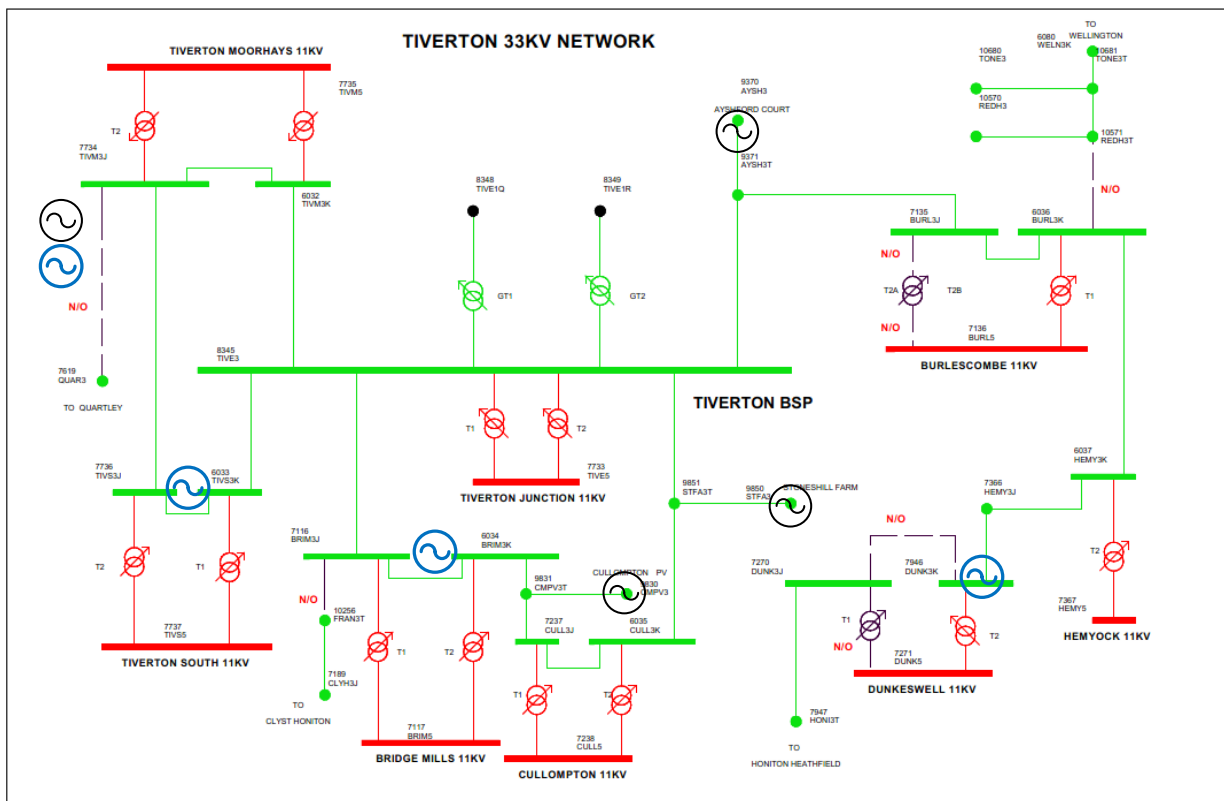 TIVERTON 33KV NETWORK
TIVERTON MOORHAYS 11KV
7735
TIVM5
T2
7734
TIVM3J
6032
TIVM3K
N/O
7619
QUAR3
TO QUARTLEY
8348
TIVE1Q
8349
TIVE1R
GT1
GT2
9370
AYSH3
AYSHFORD COURT
9371
AYSH3T
TO
WELLINGTON
6080
WELN3K
10680
TONE3
10681
TONE3T
10570
REDH3
10571
REDH3T
N/O
7135
BURL3J
6036
BURL3K
N/O
T2A
T2B
T1
N/O
7136
BURL5
BURLESCOMBE 11KV
8345
TIVE3
TIVERTON BSP
T1
T2
7733
TIVE5
TIVERTON JUNCTION 11KV
7736
TIVS3J
6033
TIVS3K
T2
T1
7737
TIVS5
TIVERTON SOUTH 11KV
7116
BRIM3J
6034
BRIM3K
N/O
10256
FRAN3T
7189
CLYH3J
TO
CLYST HONITON
T1
T2
7117
BRIM5
BRIDGE MILLS 11KV
9831
CMPV3T
CULLOMPTON PV
9830
CMPV3
7237
CULL3J
6035
CULL3K
T1
T2
7238
CULL5
CULLOMPTON 11KV
9851
STFA3T
9850
STFA3
STONESHILL FARM
N/O
7270
DUNK3J
7946
DUNK3K
T1
N/O
T2
7271
DUNK5
DUNKESWELL 11KV
7947
HONI3T
TO
HONITON HEATHFIELD
6037
HEMY3K
7366
HEMY3J
T2
7367
HEMY5
HEMYOCK 11KV